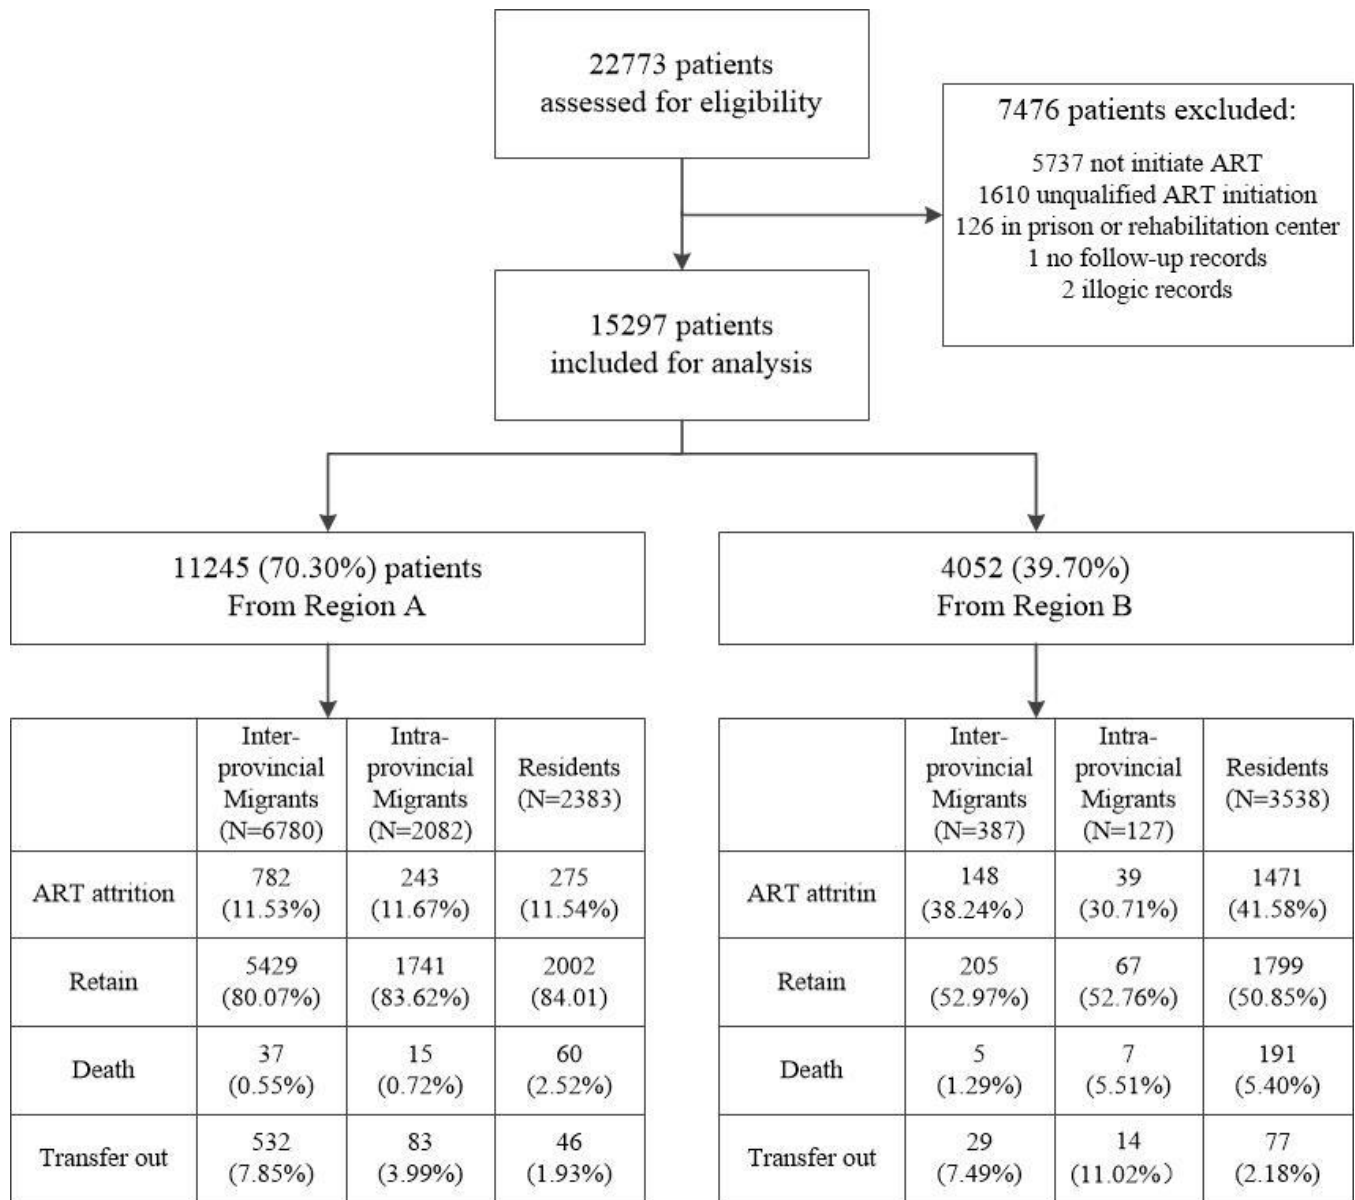 22773 patients
assessed for eligibility
7476 patients excluded:
5737 not initiate ART
1610 unqualified ART initiation
126 in prison or rehabilitation center
1 no follow-up records
2 illogic records
15297 patients
included for analysis
11245 (70.30%) patients
From Region A
4052 (39.70%)
From Region B
Inter-
provincial
Migrants
(N=6780)
Intra-
provincial
Migrants
(N=2082)
Residents
(N=2383)
ART attrition
782
(11.53%)
243
(11.67%)
275
(11.54%)
Retain
5429
(80.07%)
1741
(83.62%)
2002
(84.01)
Death
37
(0.55%)
15
(0.72%)
60
(2.52%)
Transfer out
532
(7.85%)
83
(3.99%)
46
(1.93%)
Inter-
provincial
Migrants
(N=387)
Intra-
provincial
Migrants
(N=127)
Residents
(N=3538)
ART attritin
148
(38.24%）
39
(30.71%)
1471
(41.58%)
Retain
205
(52.97%)
67
(52.76%)
1799
(50.85%)
Death
5
(1.29%)
7
(5.51%)
191
(5.40%)
Transfer out
29
(7.49%)
14
(11.02%）
77
(2.18%)